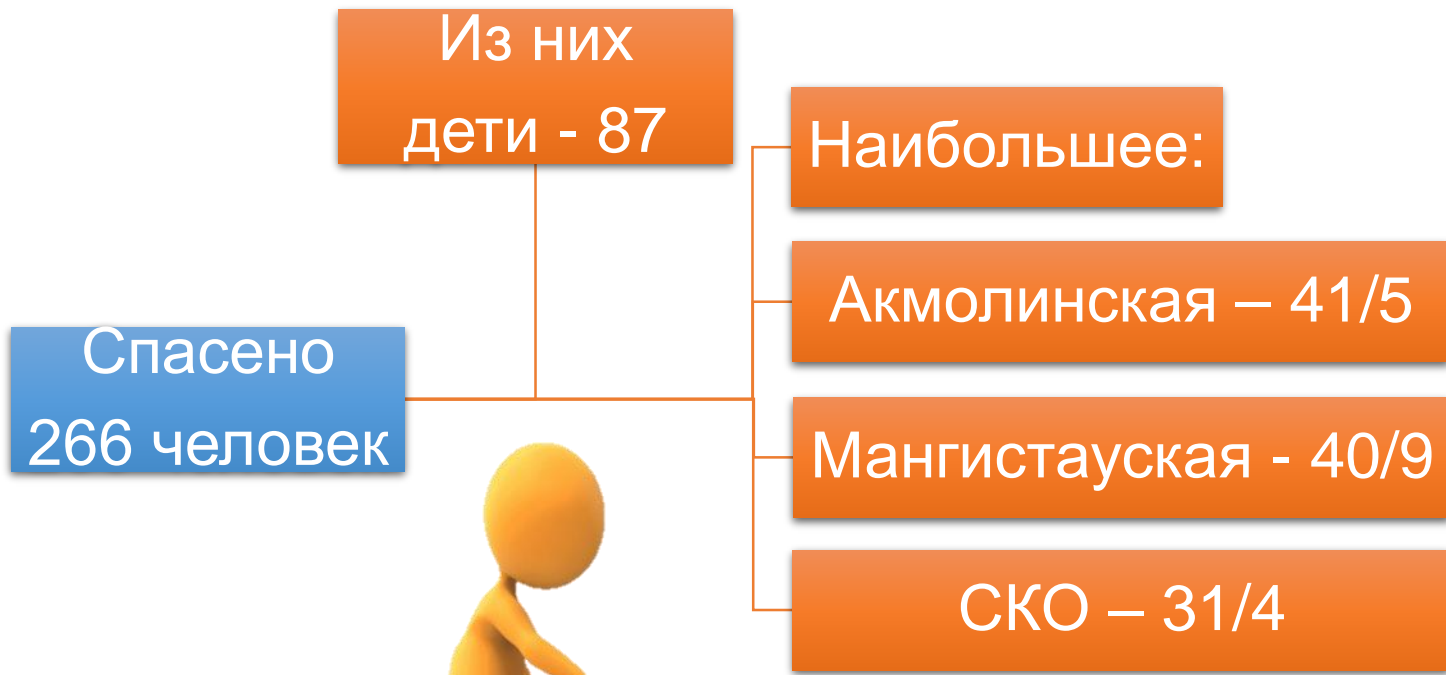 Из них
дети - 87
Наибольшее:
Акмолинская – 41/5
Спасено
266 человек
Мангистауская - 40/9
СКО – 31/4